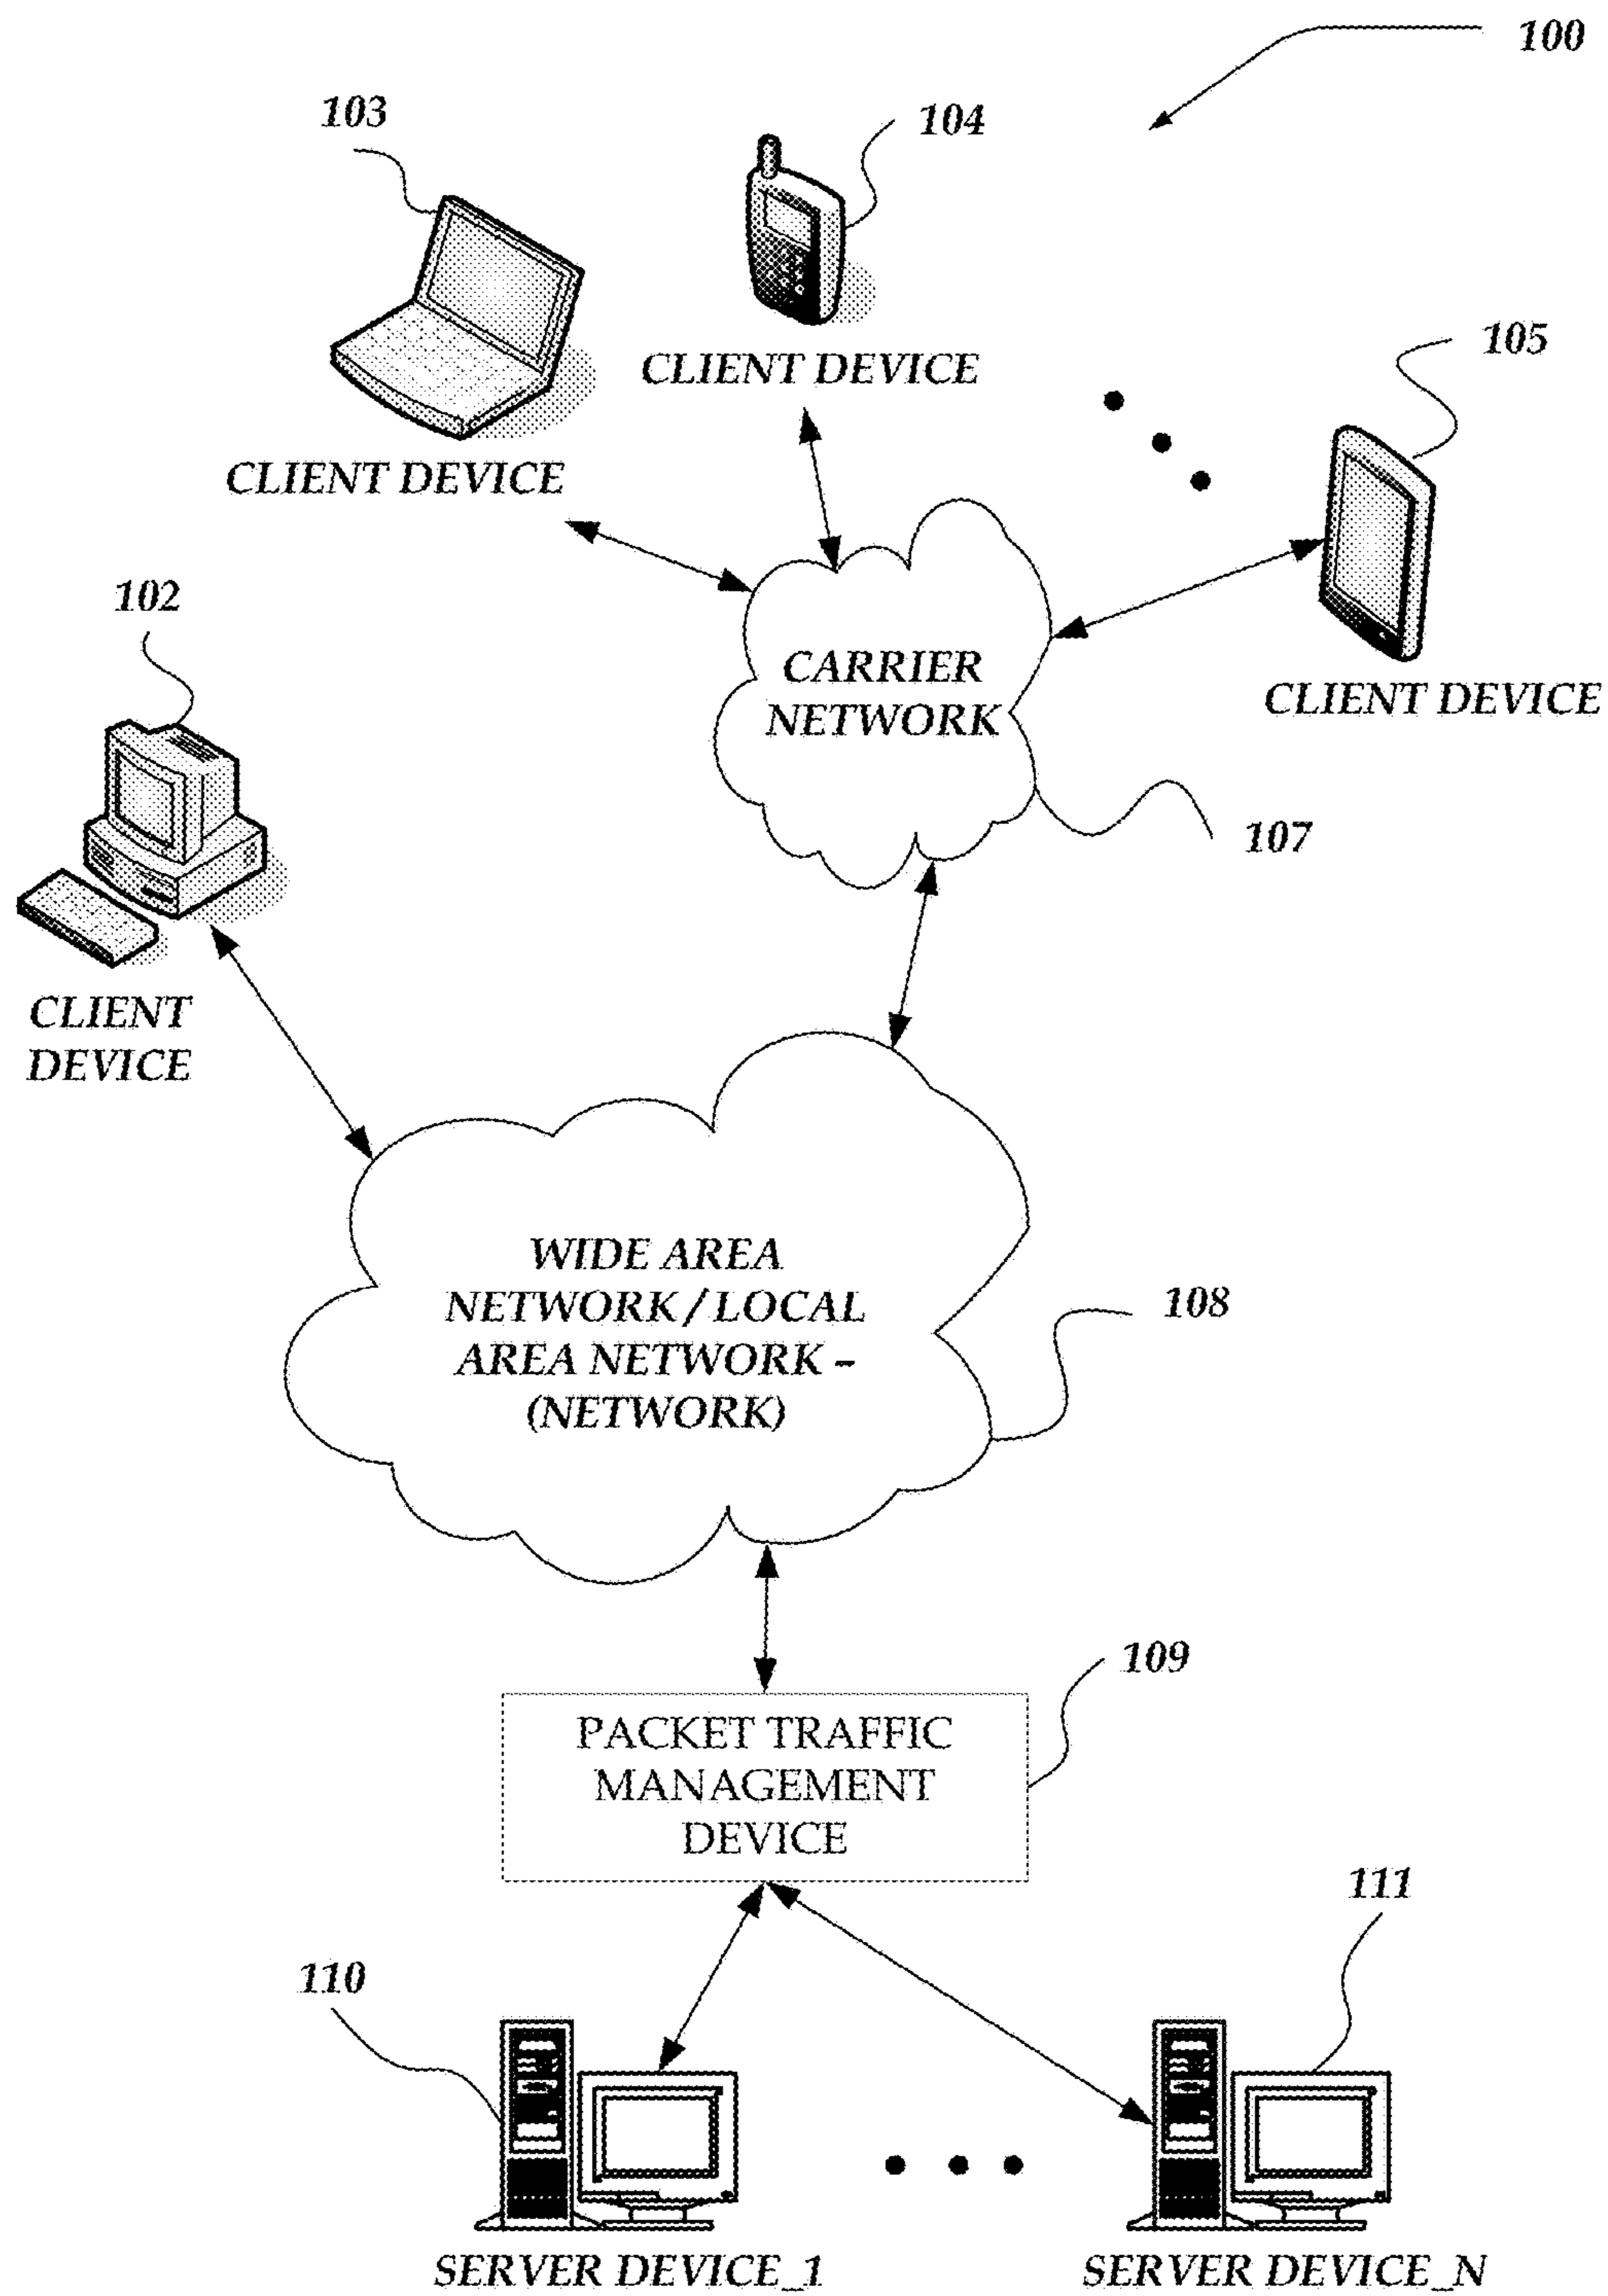 100
103
104
CLIENT DEVICE
105
CLIENT DEVICE
102
CARRIER
NETWORK
CLIENT DEVICE
107
CLIENT
DEVICE
WIDE AREA
NETWORK / LOCAL
AREA NETWORK –
(NETWORK)
108
109
PACKET TRAFFIC
MANAGEMENT
DEVICE
111
110
SERVER DEVICE_1
SERVER DEVICE_N